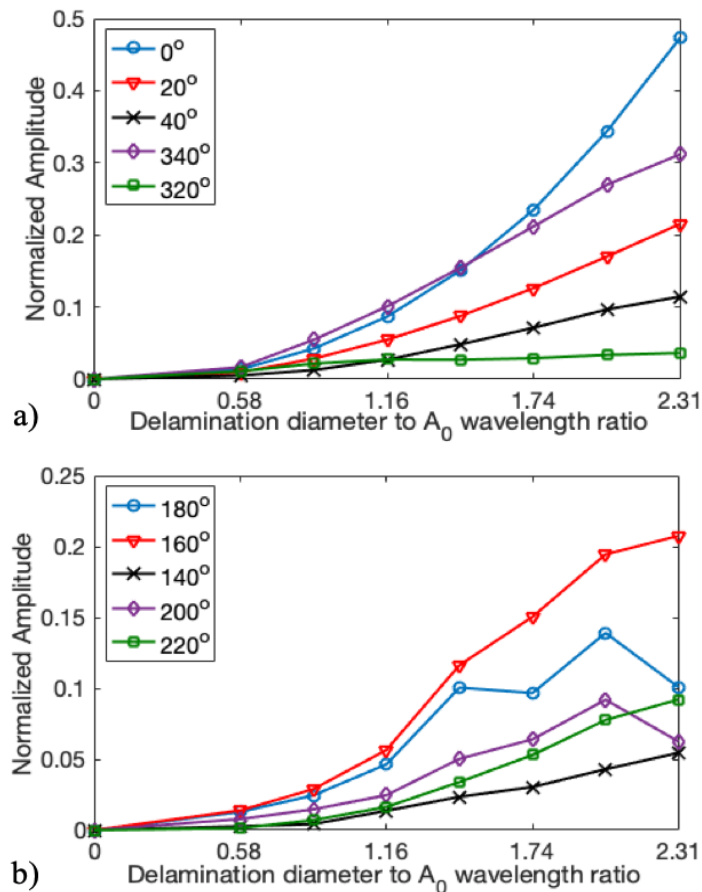 0.5
0.4
0.3
0.2
0.1
0
Normalized Amplitude
0°
20°
40°
340°
320°
0 0.58 1.16 1.74 2.31
Delamination diameter to A₀ wavelength ratio
a)
0.25
0.2
0.15
0.1
0.05
0
Normalized Amplitude
180°
160°
140°
200°
220°
0 0.58 1.16 1.74 2.31
Delamination diameter to A₀ wavelength ratio
b)